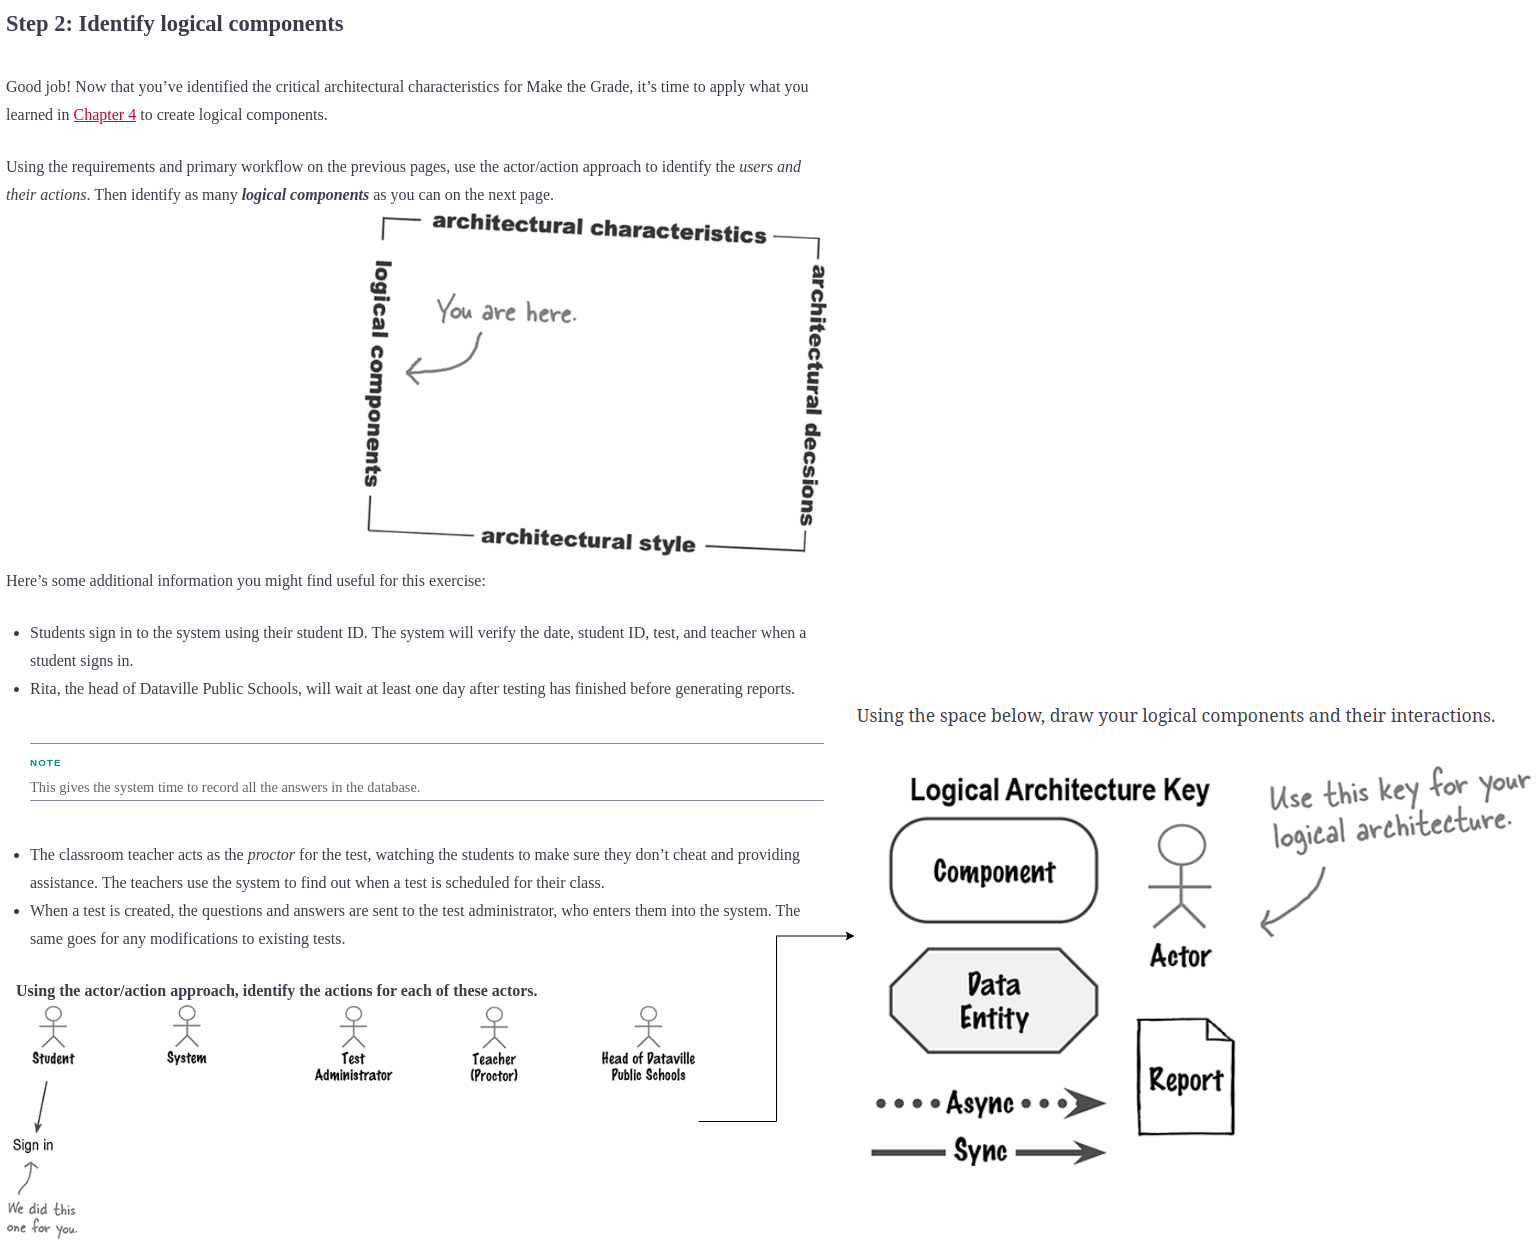 Step 2: Identify logical components
Good job! Now that you’ve identified the critical architectural characteristics for Make the Grade, it’s time to apply what you
learned in Chapter 4 to create logical components.
Using the requirements and primary workflow on the previous pages, use the actor/action approach to identify the users and
their actions. Then identify as many logical components as you can on the next page.
architectural characteristics
logical components
You are here.
architectural decsions
architectural style
Here’s some additional information you might find useful for this exercise:
Students sign in to the system using their student ID. The system will verify the date, student ID, test, and teacher when a
student signs in.
Rita, the head of Dataville Public Schools, will wait at least one day after testing has finished before generating reports.
NOTE
This gives the system time to record all the answers in the database.
The classroom teacher acts as the proctor for the test, watching the students to make sure they don’t cheat and providing
assistance. The teachers use the system to find out when a test is scheduled for their class.
When a test is created, the questions and answers are sent to the test administrator, who enters them into the system. The
same goes for any modifications to existing tests.
Using the actor/action approach, identify the actions for each of these actors.
Student
System
Test
Administrator
Teacher
(Proctor)
Head of Dataville
Public Schools
Sign in
We did this
one for you.
Using the space below, draw your logical components and their interactions.
Logical Architecture Key
Use this key for your
logical architecture.
Component
Actor
Data
Entity
Report
Async
Sync